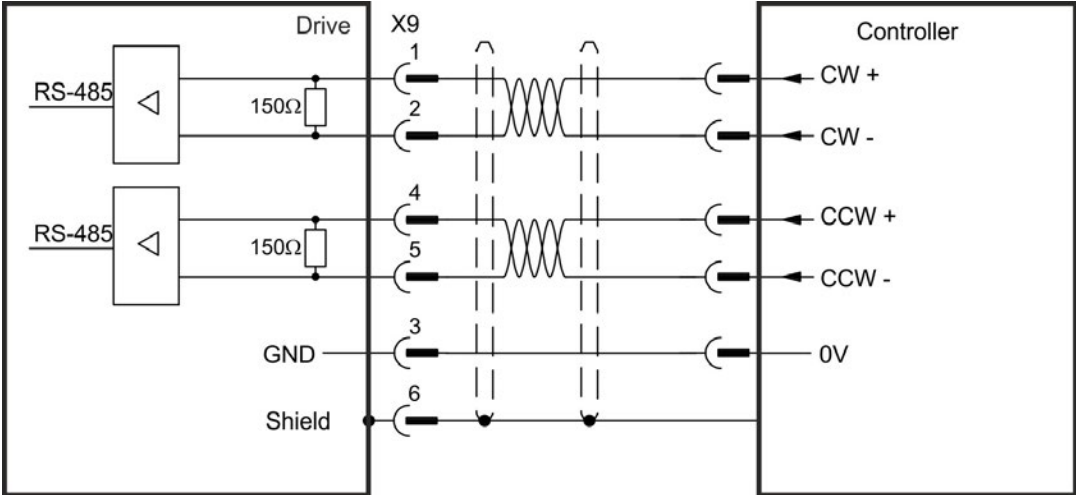 Drive X9 Controller
1
RS-485 150Ω CW +
2
CW -
4
RS-485 150Ω CCW +
5
CCW -
3
GND 0V
6
Shield